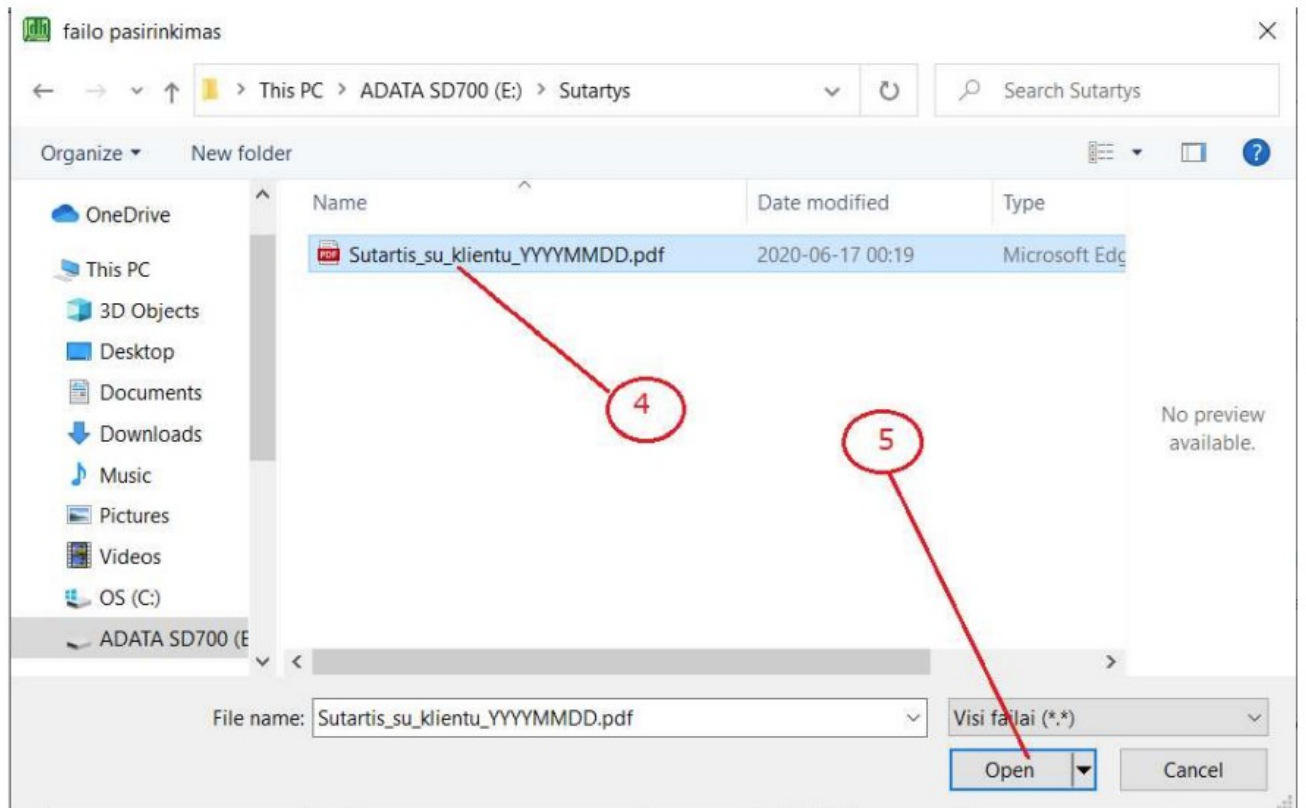 failo pasirinkimas
This PC > ADATA SD700 (E:) > Sutartys
Search Sutartys
Organize New folder
Name Date modified Type
OneDrive
Sutartis_su_klientu_YYYYMMDD.pdf 2020-06-17 00:19 Microsoft Edg
This PC
3D Objects
Desktop
Documents
4
Downloads
5
No preview
available.
Music
Pictures
Videos
OS (C:)
ADATA SD700 (E
File name: Sutartis_su_klientu_YYYYMMDD.pdf Visi failai (*.*)
Open Cancel